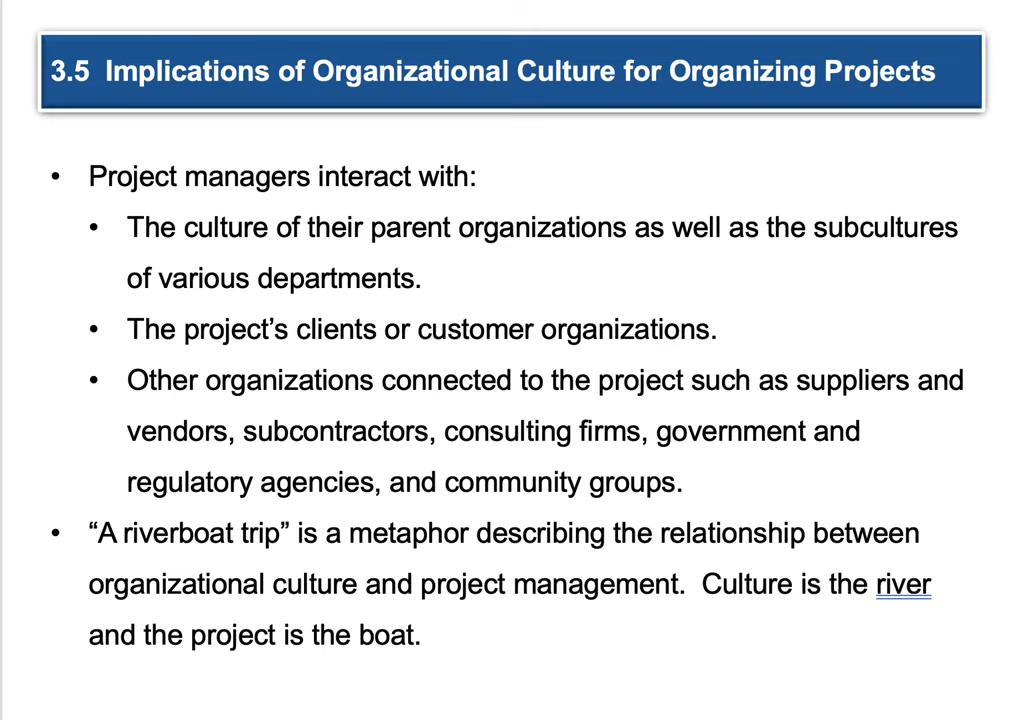 3.5 Implications of Organizational Culture for Organizing Projects
• Project managers interact with:
• The culture of their parent organizations as well as the subcultures
of various departments.
• The project’s clients or customer organizations.
• Other organizations connected to the project such as suppliers and
vendors, subcontractors, consulting firms, government and
regulatory agencies, and community groups.
• “A riverboat trip” is a metaphor describing the relationship between
organizational culture and project management.  Culture is the river
and the project is the boat.